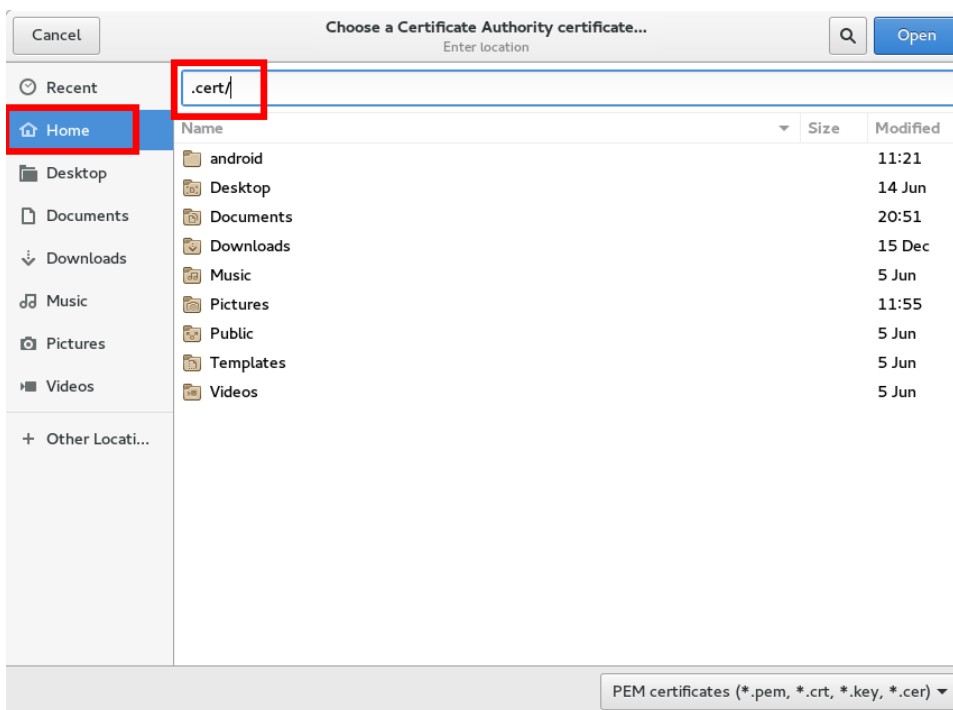 Cancel
Choose a Certificate Authority certificate...
Enter location
Open
Recent
Home
Desktop
Documents
Downloads
Music
Pictures
Videos
+ Other Locati...
.cert/
Name Size Modified
android 11:21
Desktop 14 Jun
Documents 20:51
Downloads 15 Dec
Music 5 Jun
Pictures 11:55
Public 5 Jun
Templates 5 Jun
Videos 5 Jun
PEM certificates (*.pem, *.crt, *.key, *.cer)